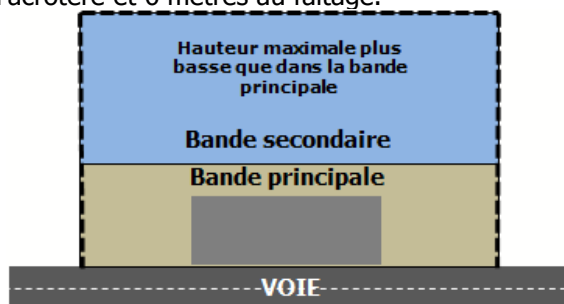 l'acrotère et 6 mètres au faîtage.
Hauteur maximale plus
basse que dans la bande
principale
Bande secondaire
Bande principale
VOIE